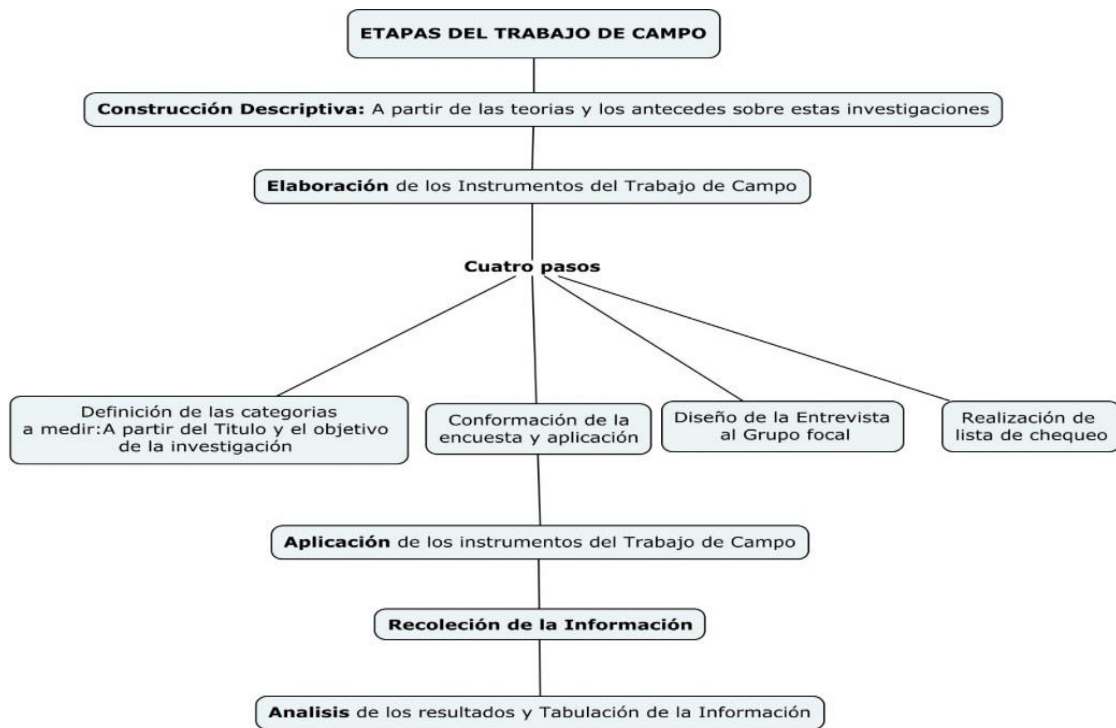 ETAPAS DEL TRABAJO DE CAMPO
Construcción Descriptiva: A partir de las teorias y los antecedes sobre estas investigaciones
Elaboración de los Instrumentos del Trabajo de Campo
Cuatro pasos
Definición de las categorias
a medir:A partir del Titulo y el objetivo
de la investigación
Conformación de la
encuesta y aplicación
Diseño de la Entrevista
al Grupo focal
Realización de
lista de chequeo
Aplicación de los instrumentos del Trabajo de Campo
Recoleción de la Información
Analisis de los resultados y Tabulación de la Información